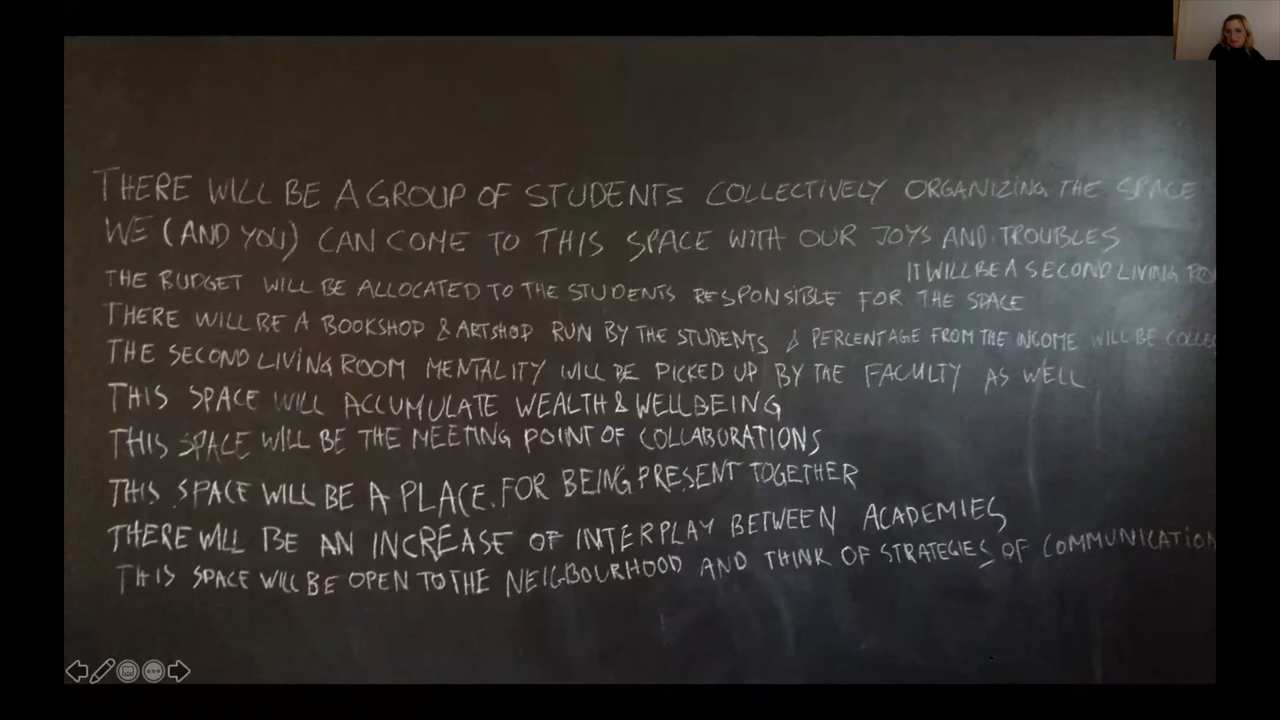 THERE WILL BE A GROUP OF STUDENTS COLLECTIVELY ORGANIZING THE SPACE
WE (AND YOU) CAN COME TO THIS SPACE WITH OUR JOYS AND TROUBLES
IT WILL BE A SECOND LIVING
THE BUDGET WILL BE ALLOCATED TO THE STUDENTS RESPONSIBLE FOR THE SPACE
THERE WILL BE A BOOKSHOP & ARTSHOP RUN BY THE STUDENTS & PERCENTAGE FROM THE INCOME WILL BE
THE SECOND LIVING ROOM MENTALITY WILL BE PICKED UP BY THE FACULTY AS WELL
THIS SPACE WILL ACCUMULATE WEALTH & WELLBEING
THIS SPACE WILL BE THE MEETING POINT OF COLLABORATIONS
THIS SPACE WILL BE A PLACE FOR BEING PRESENT TOGETHER
THERE WILL BE AN INCREASE OF INTERPLAY BETWEEN ACADEMIES
THIS SPACE WILL BE OPEN TO THE NEIGBOURHOOD AND THINK OF STRATEGIES OF COMMUNICATION